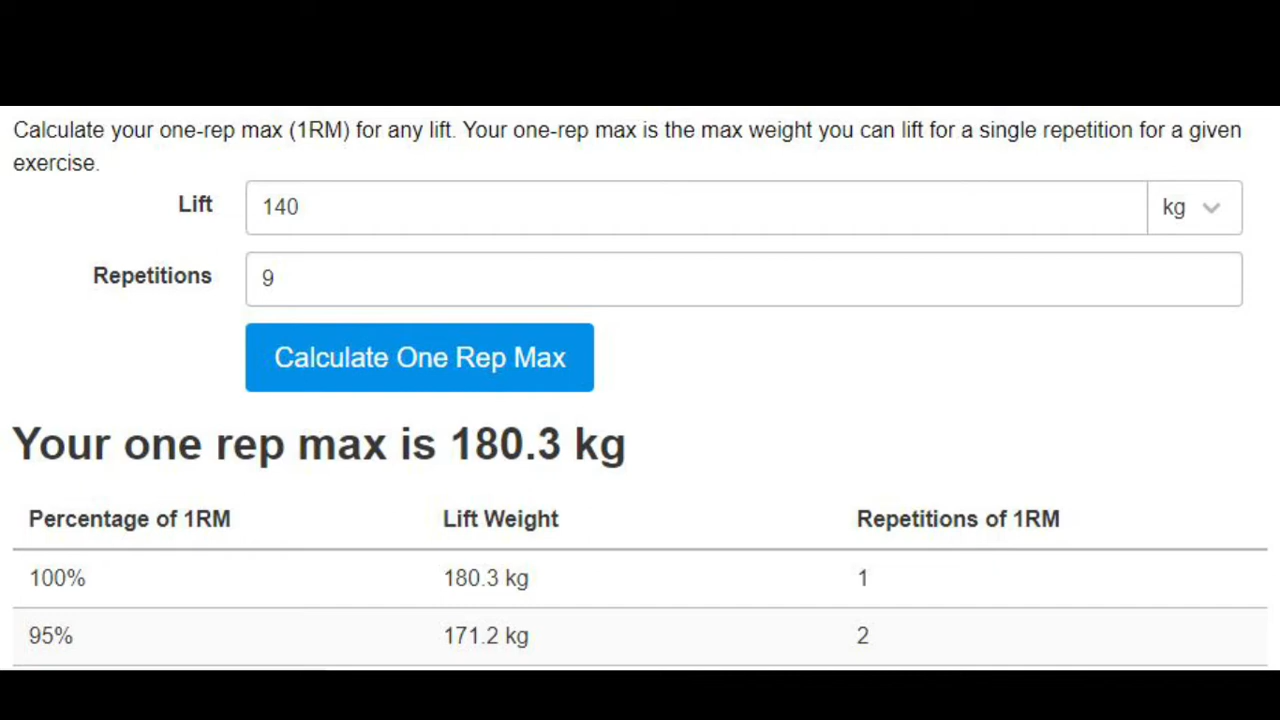 Calculate your one-rep max (1RM) for any lift. Your one-rep max is the max weight you can lift for a single repetition for a given
exercise.
Lift 140 kg
Repetitions 9
Calculate One Rep Max
Your one rep max is 180.3 kg
Percentage of 1RM Lift Weight Repetitions of 1RM
100% 180.3 kg 1
95% 171.2 kg 2